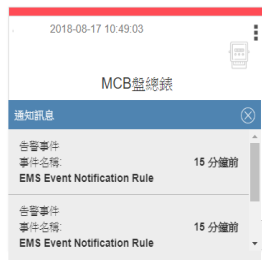 2018-08-17 10:49:03
MCB盤總錶
通知訊息
告警事件
事件名稱:
15 分鐘前
EMS Event Notification Rule
告警事件
事件名稱:
15 分鐘前
EMS Event Notification Rule